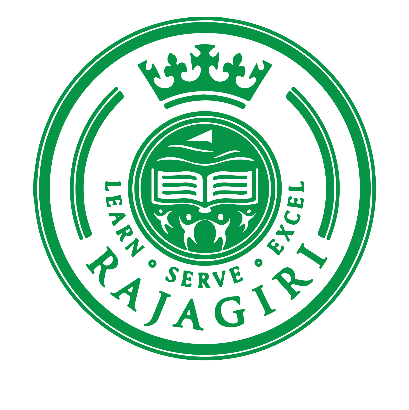 LEARN • SERVE • EXCEL
RAJAGIRI